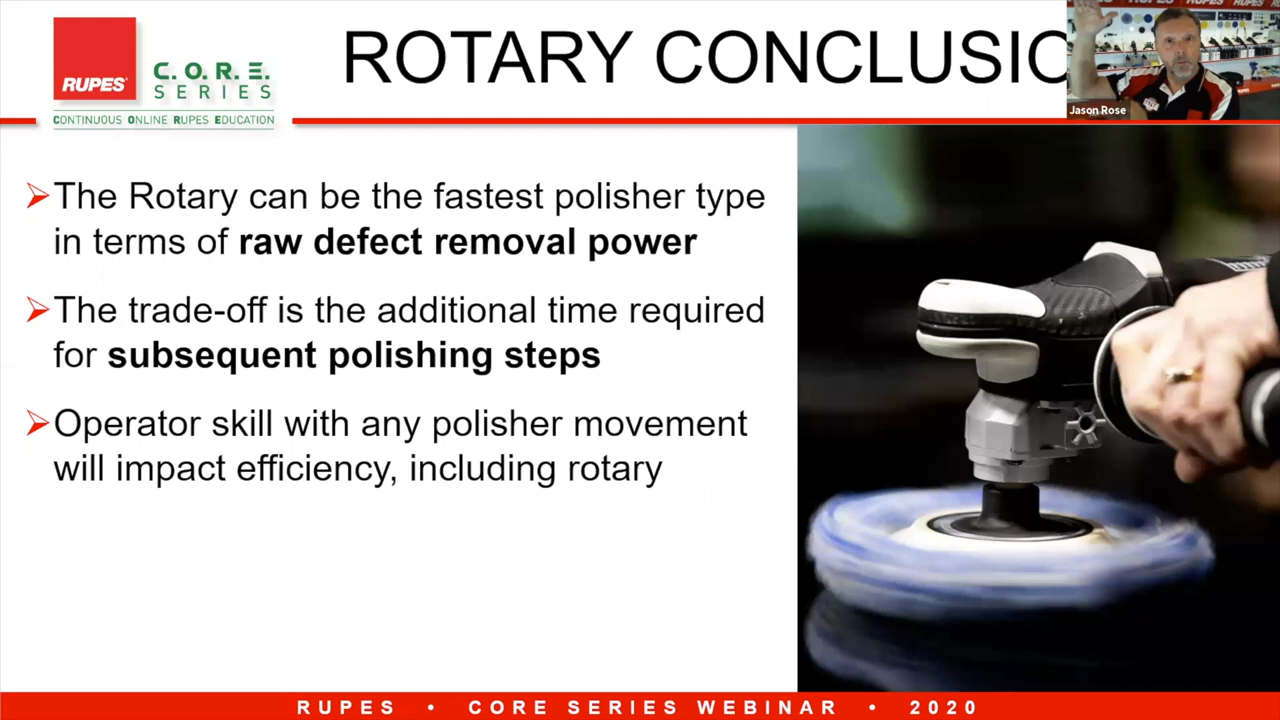 RUPES
C.O.R.E.
SERIES
CONTINUOUS ONLINE RUPES EDUCATION
ROTARY CONCLUSIO
RUPES
Jason Rose
➢The Rotary can be the fastest polisher type
in terms of raw defect removal power
➢The trade-off is the additional time required
for subsequent polishing steps
➢Operator skill with any polisher movement
will impact efficiency, including rotary
RUPES • CORE SERIES WEBINAR • 2020